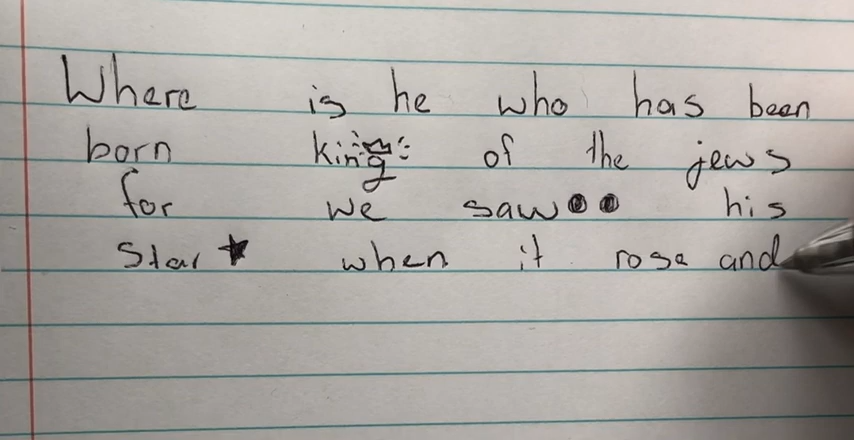 Where is he who has been
born king of the jews
for we saw his
star when it rose and